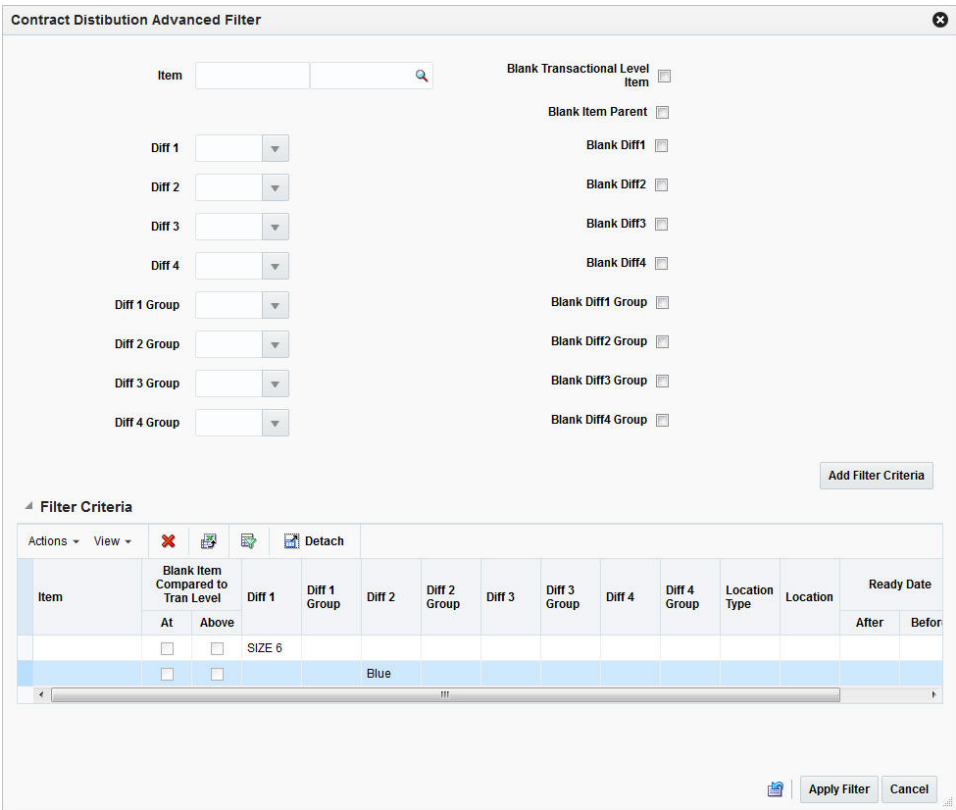 Contract Distibution Advanced Filter
Item
Blank Transactional Level
Item
Blank Item Parent
Diff 1
Blank Diff1
Diff 2
Blank Diff2
Diff 3
Blank Diff3
Diff 4
Blank Diff4
Diff 1 Group
Blank Diff1 Group
Diff 2 Group
Blank Diff2 Group
Diff 3 Group
Blank Diff3 Group
Diff 4 Group
Blank Diff4 Group
Add Filter Criteria
Filter Criteria
Actions View Detach
Item
Blank Item
Compared to
Tran Level
At Above
Diff 1
Diff 1
Group
Diff 2
Diff 2
Group
Diff 3
Diff 3
Group
Diff 4
Diff 4
Group
Location
Type
Location
Ready Date
After Befor
SIZE 6
Blue
Apply Filter Cancel